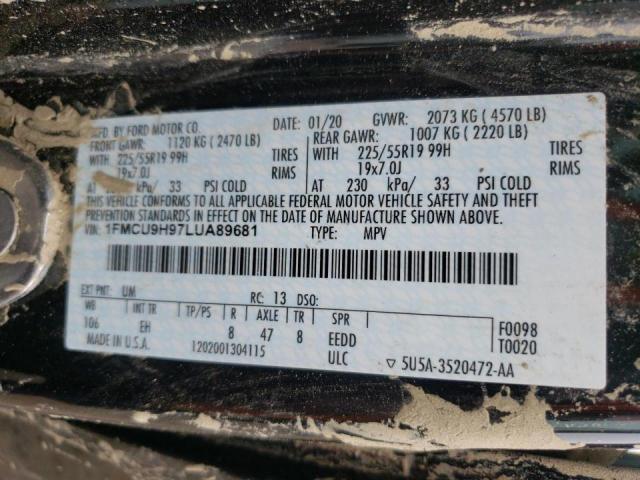 MFD. BY FORD MOTOR CO. DATE: 01/20 GVWR: 2073 KG ( 4570 LB)
FRONT GAWR: 1120 KG ( 2470 LB) REAR GAWR: 1007 KG ( 2220 LB)
WITH 225/55R19 99H TIRES WITH 225/55R19 99H TIRES
19x7.0J RIMS 19x7.0J RIMS
AT kPa/ 33 PSI COLD AT 230 kPa/ 33 PSI COLD
THIS VEHICLE CONFORMS TO ALL APPLICABLE FEDERAL MOTOR VEHICLE SAFETY AND THEFT
PREVENTION STANDARDS IN EFFECT ON THE DATE OF MANUFACTURE SHOWN ABOVE.
VIN: 1FMCU9H97LUA89681 TYPE: MPV
EXT PNT: UM RC: 13 DSO:
WB INT TR TP/PS R AXLE TR SPR F0098
106 EH 8 47 8 EEDD T0020
MADE IN U.S.A. 1202001304115 ULC ▽ 5U5A-3520472-AA